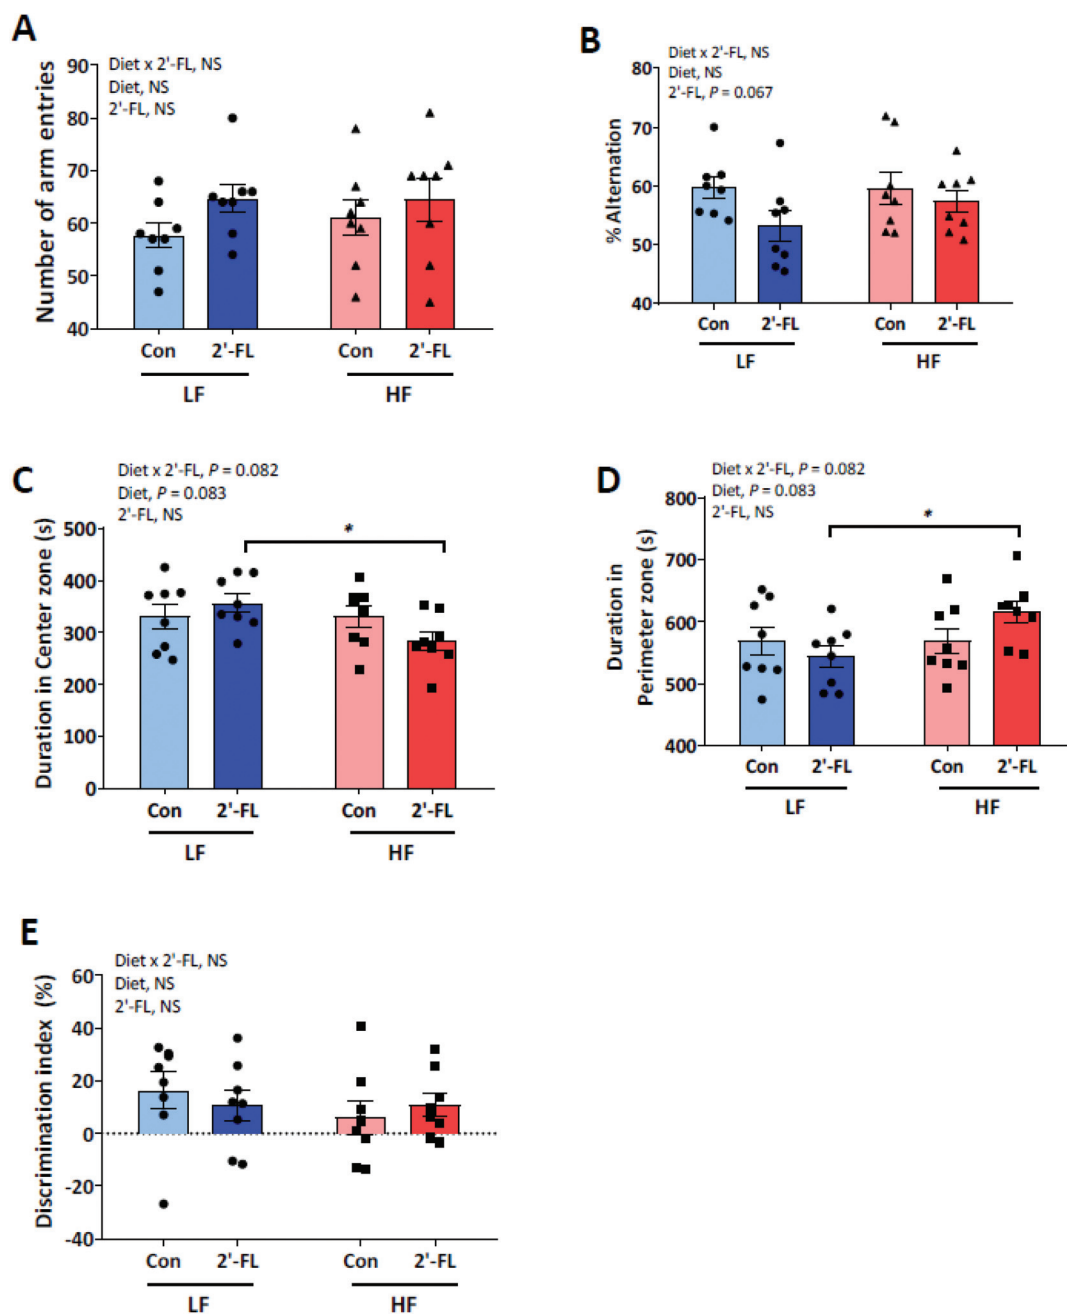 A
Diet x 2'-FL, NS
Diet, NS
2'-FL, NS
Number of arm entries
90
80
70
60
50
40
Con 2'-FL Con 2'-FL
LF HF
B
Diet x 2'-FL, NS
Diet, NS
2'-FL, P = 0.067
% Alternation
80
70
60
50
40
Con 2'-FL Con 2'-FL
LF HF
C
Diet x 2'-FL, P = 0.082
Diet, P = 0.083
2'-FL, NS
Duration in Center zone (s)
500
400
300
200
100
0
*
Con 2'-FL Con 2'-FL
LF HF
D
Diet x 2'-FL, P = 0.082
Diet, P = 0.083
2'-FL, NS
Duration in
Perimeter zone (s)
800
700
600
500
400
*
Con 2'-FL Con 2'-FL
LF HF
E
Diet x 2'-FL, NS
Diet, NS
2'-FL, NS
Discrimination index (%)
60
40
20
0
-20
-40
Con 2'-FL Con 2'-FL
LF HF